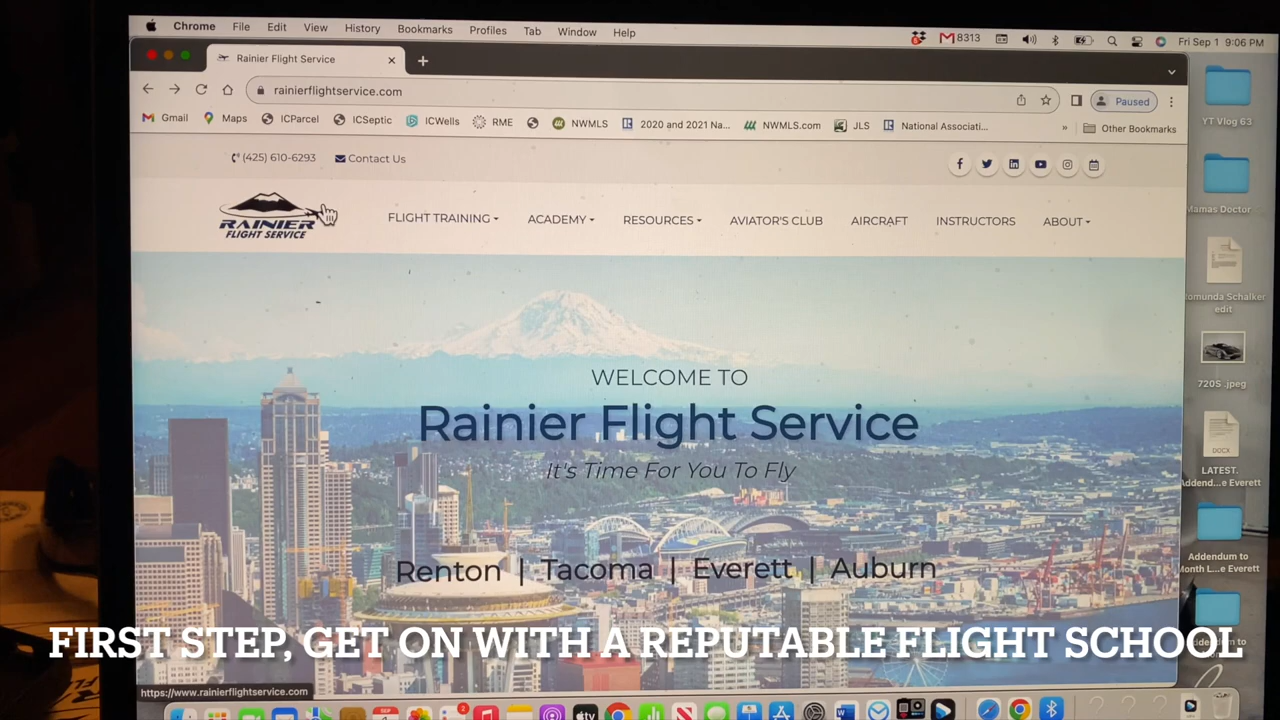 Chrome File Edit View History Bookmarks Profiles Tab Window Help 8313 Fri Sep 1 9:06 PM
Rainier Flight Service
rainierflightservice.com Paused
Gmail Maps ICParcel ICSeptic ICWells RME NWMLS 2020 and 2021 Na... NWMLS.com JLS National Associati... » Other Bookmarks
(425) 610-6293 Contact Us
RAINIER
FLIGHT SERVICE
FLIGHT TRAINING ACADEMY RESOURCES AVIATOR'S CLUB AIRCRAFT INSTRUCTORS ABOUT
WELCOME TO
Rainier Flight Service
It's Time For You To Fly
Renton | Tacoma | Everett | Auburn
YT Vlog 63
Mamas Doctor
Schalker
edit
720S .jpeg
DOCX
LATEST.
Addend...e Everett
Addendum to
Month L...e Everett
FIRST STEP, GET ON WITH A REPUTABLE FLIGHT SCHOOL
https://www.rainierflightservice.com